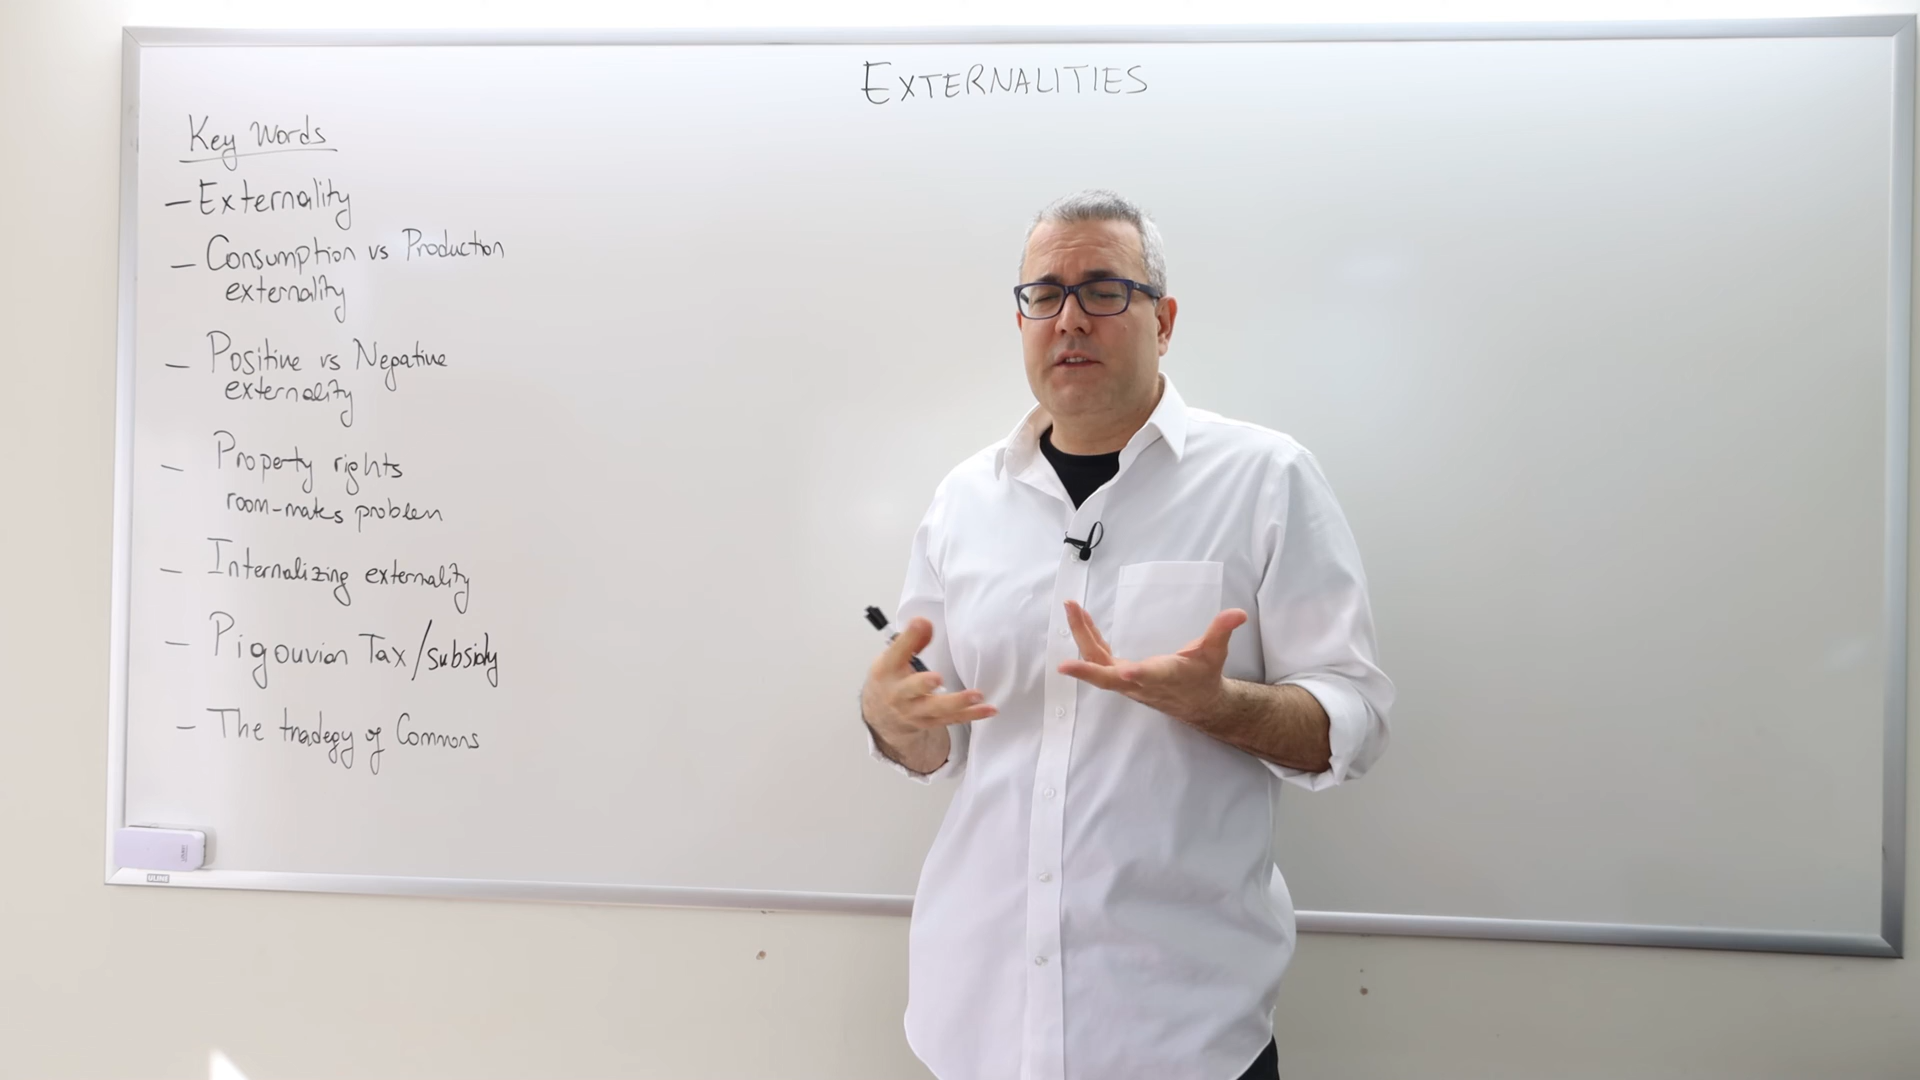 EXTERNALITIES
Key Words
– Externality
– Consumption vs Production
externality
– Positive vs Negative
externality
– Property rights
room-mates problem
– Internalizing externality
– Pigouvian Tax/subsidy
– The tradegy of Commons
ULINE